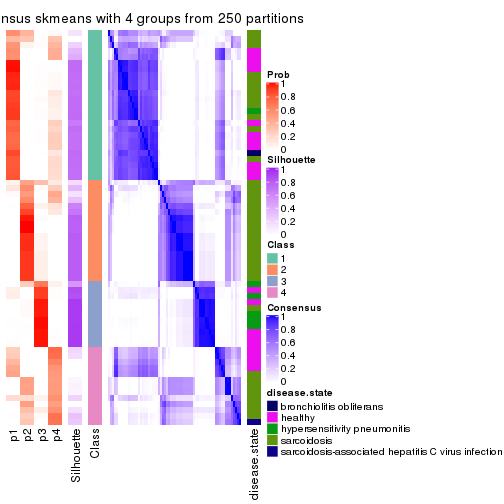 nsus skmeans with 4 groups from 250 partitions
Prob
1
0.8
0.6
0.4
0.2
0
Silhouette
1
0.8
0.6
0.4
0.2
0
Class
1
2
3
4
Consensus
1
0.8
0.6
0.4
0.2
0
disease.state
bronchiolitis obliterans
healthy
hypersensitivity pneumonitis
sarcoidosis
sarcoidosis-associated hepatitis C virus infection
p1
p2
p3
p4
Silhouette
Class
disease.state